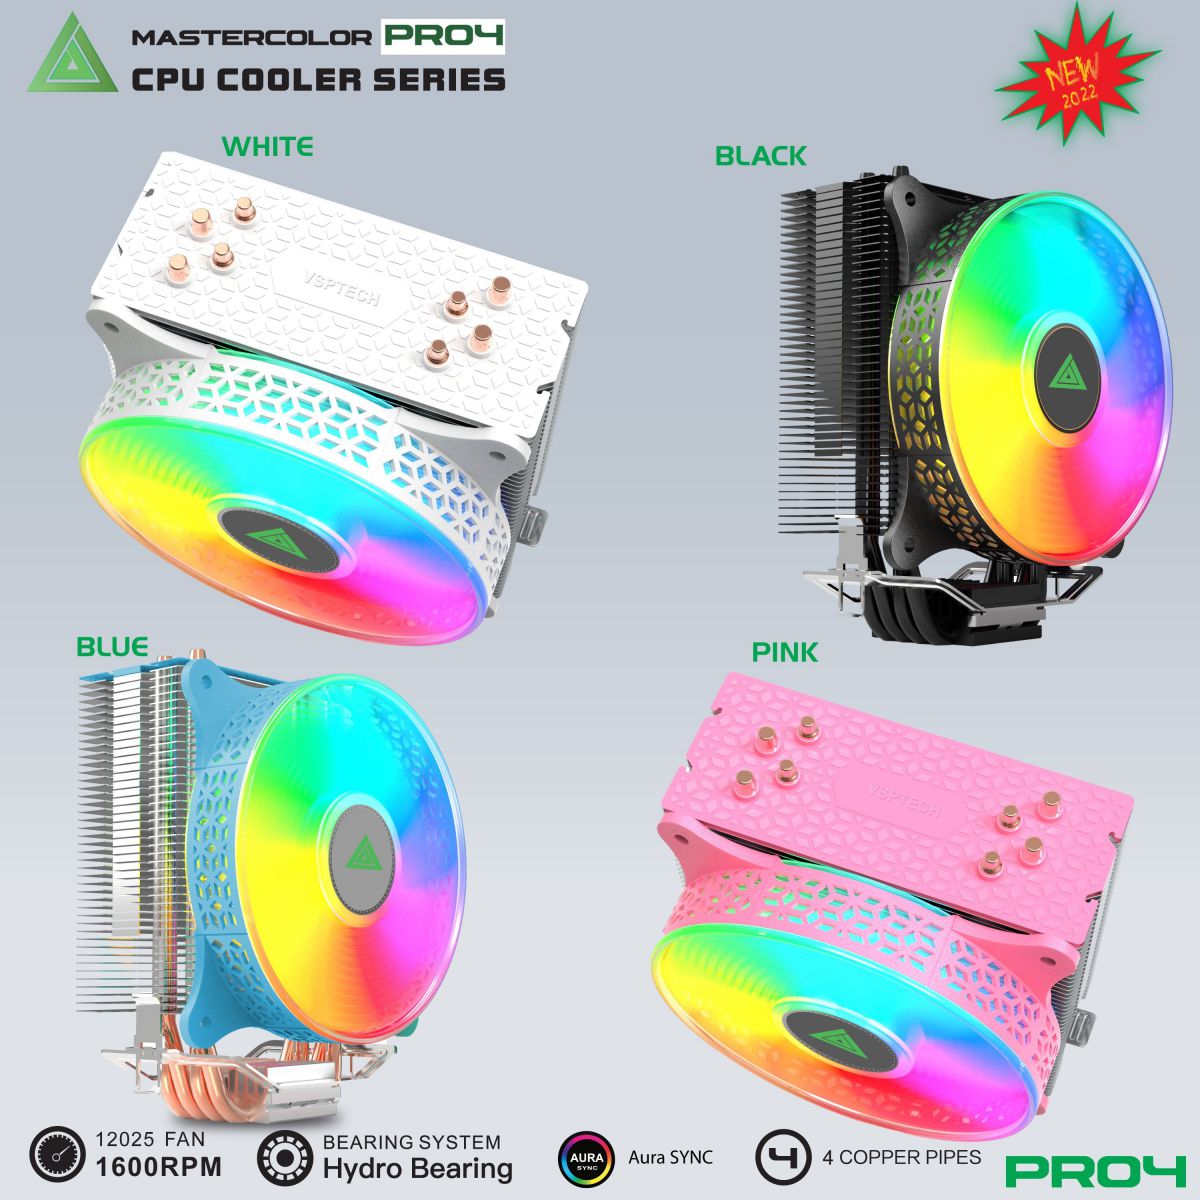 MASTERCOLOR PRO4
CPU COOLER SERIES
NEW
2022
WHITE
BLACK
VSPTECH
BLUE
PINK
VSPTECH
12025 FAN
1600RPM
BEARING SYSTEM
Hydro Bearing
AURA
SYNC
Aura SYNC
4
4 COPPER PIPES
PRO4